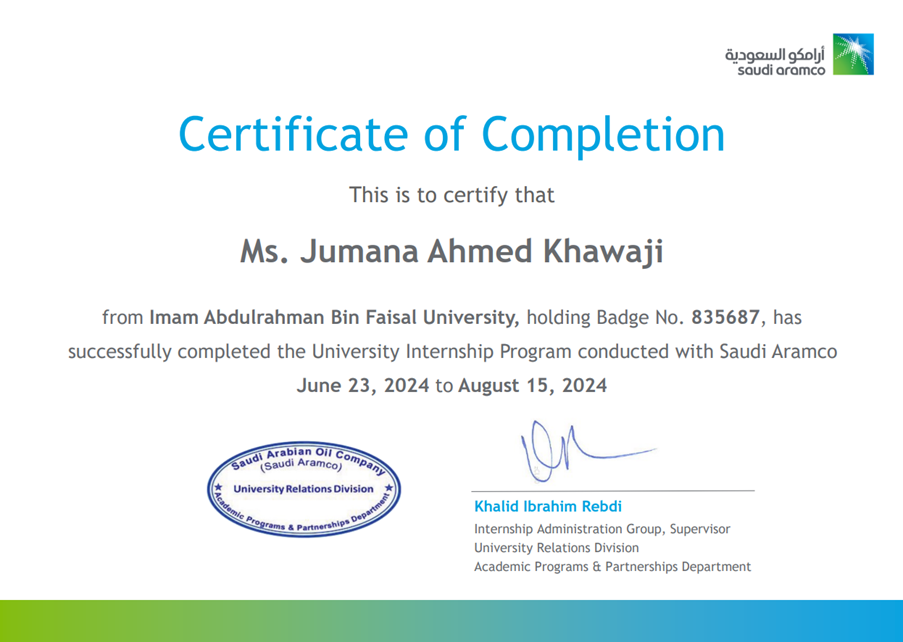 أرامكو السعودية
saudi aramco
Certificate of Completion
This is to certify that
Ms. Jumana Ahmed Khawaji
from Imam Abdulrahman Bin Faisal University, holding Badge No. 835687, has
successfully completed the University Internship Program conducted with Saudi Aramco
June 23, 2024 to August 15, 2024
Saudi Arabian Oil Company
(Saudi Aramco)
University Relations Division
Academic Programs & Partnerships Department
Khalid Ibrahim Rebdi
Internship Administration Group, Supervisor
University Relations Division
Academic Programs & Partnerships Department